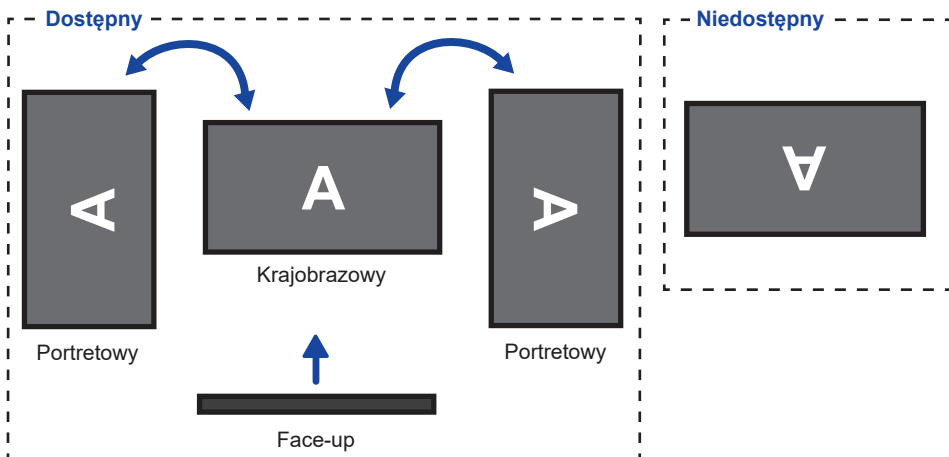 Dostępny
Niedostępny
A
A
A
A
Krajobrazowy
Portretowy
Portretowy
Face-up